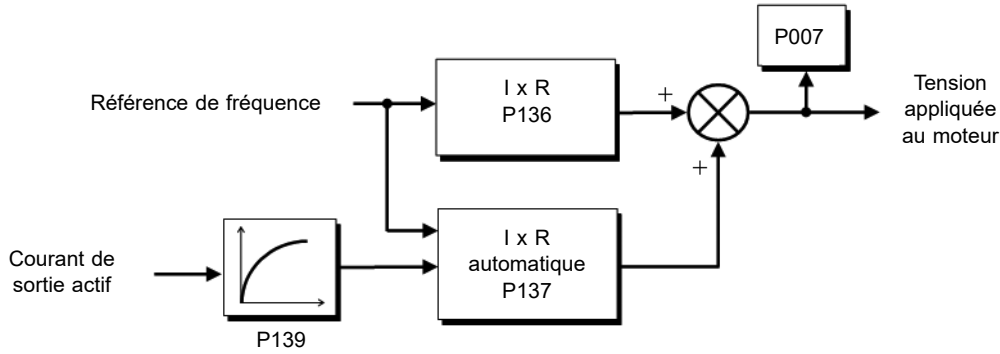 P007
Référence de fréquence
I x R
P136
+
Tension
appliquée
au moteur
+
Courant de
sortie actif
I x R
automatique
P137
P139